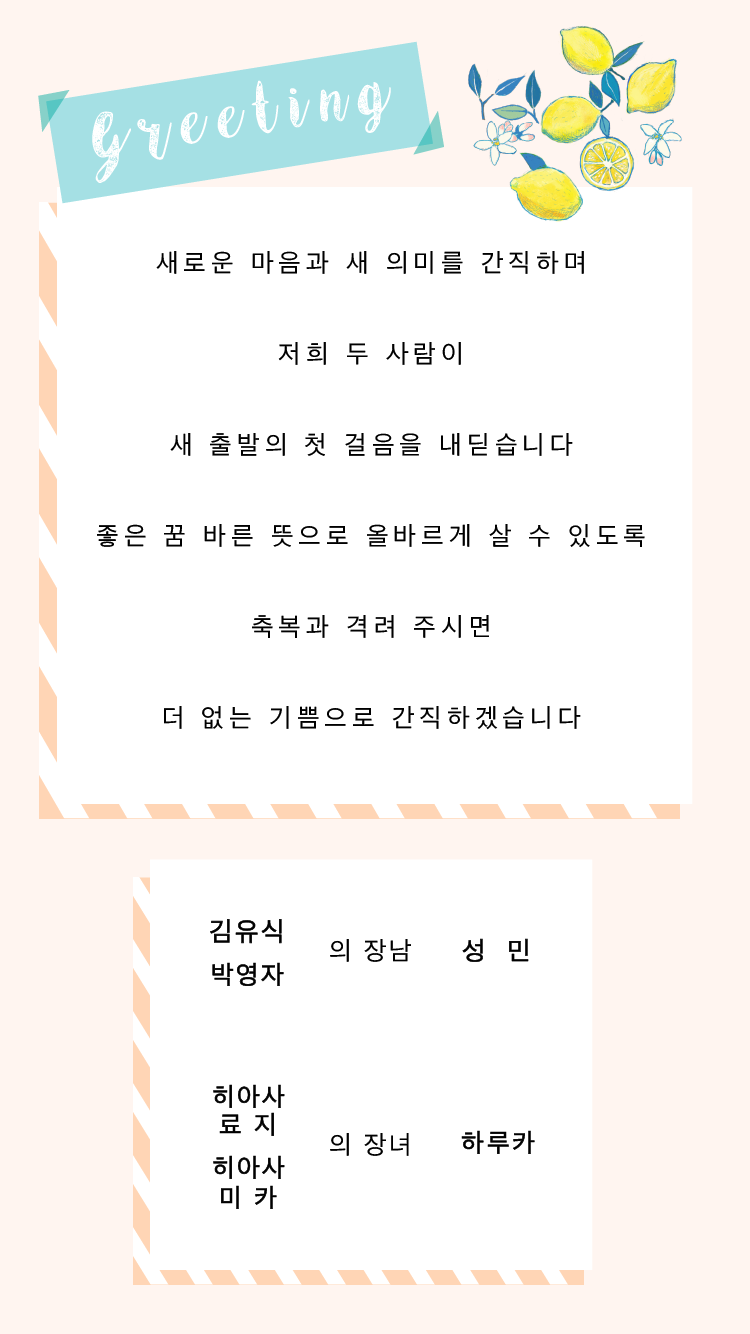 Greeting
새로운 마음과 새 의미를 간직하며
저희 두 사람이
새 출발의 첫 걸음을 내딛습니다
좋은 꿈 바른 뜻으로 올바르게 살 수 있도록
축복과 격려 주시면
더 없는 기쁨으로 간직하겠습니다
김유식
박영자
의 장남 성 민
히아사
료 지
히아사
미 카
의 장녀 하루카